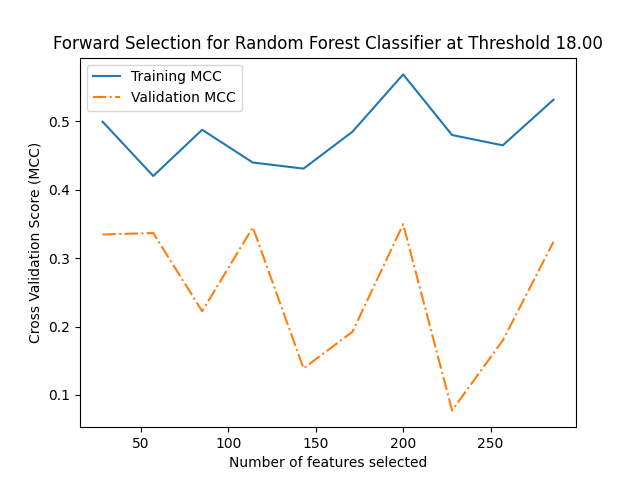 Forward Selection for Random Forest Classifier at Threshold 18.00
Training MCC
Validation MCC
Cross Validation Score (MCC)
0.5
0.4
0.3
0.2
0.1
50
100
150
200
250
Number of features selected